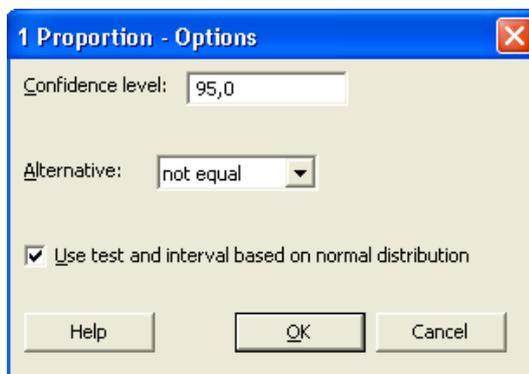 1 Proportion - Options
Confidence level: 95,0
Alternative: not equal
Use test and interval based on normal distribution
Help OK Cancel